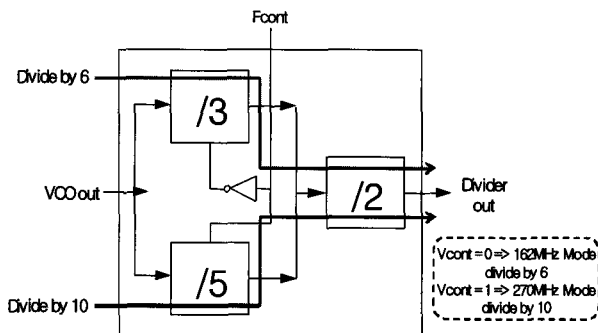 Fcont
Divide by 6
/3
VCO out
/2
Divider
out
/5
Divide by 10
Vcont = 0 => 162MHz Mode
divide by 6
Vcont = 1 => 270MHz Mode
divide by 10